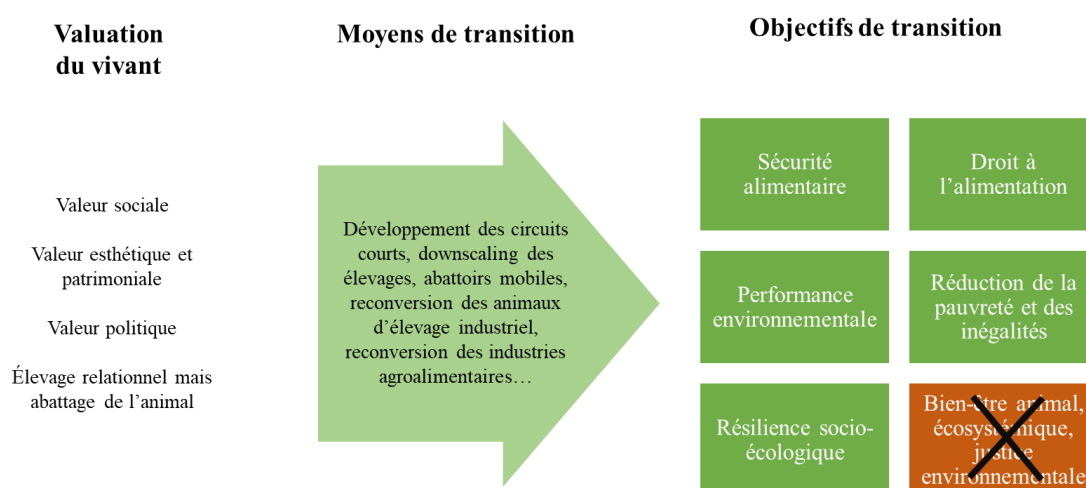 Valuation
du vivant
Moyens de transition
Objectifs de transition
Valeur sociale
Valeur esthétique et
patrimoniale
Valeur politique
Élevage relationnel mais
abattage de l'animal
Développement des circuits
courts, downscaling des
élevages, abattoirs mobiles,
reconversion des animaux
d'élevage industriel,
reconversion des industries
agroalimentaires…
Sécurité
alimentaire
Droit à
l'alimentation
Performance
environnementale
Réduction de la
pauvreté et des
inégalités
Résilience socio-
écologique
Bien-être animal,
écosystémique,
justice
environnementale